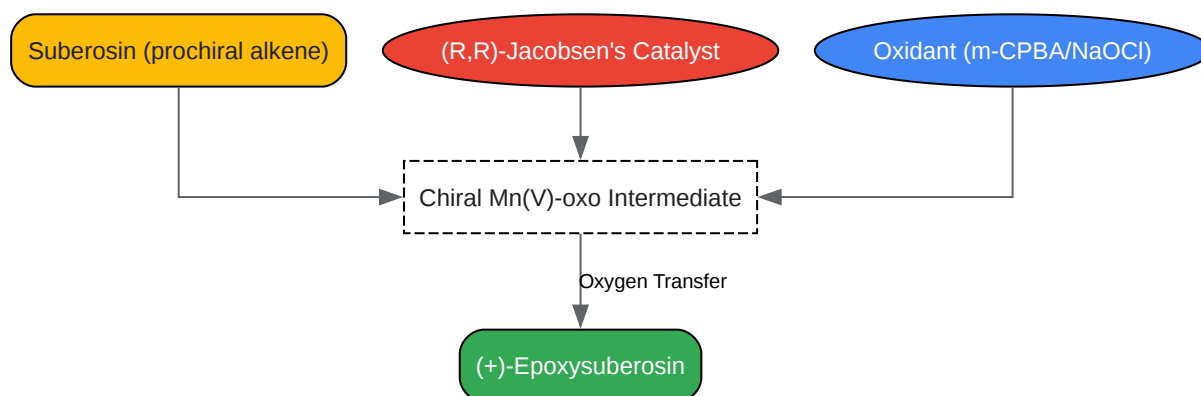 Suberosin (prochiral alkene)
(R,R)-Jacobsen's Catalyst
Oxidant (m-CPBA/NaOCl)
Chiral Mn(V)-oxo Intermediate
Oxygen Transfer
(+)-Epoxysuberosin